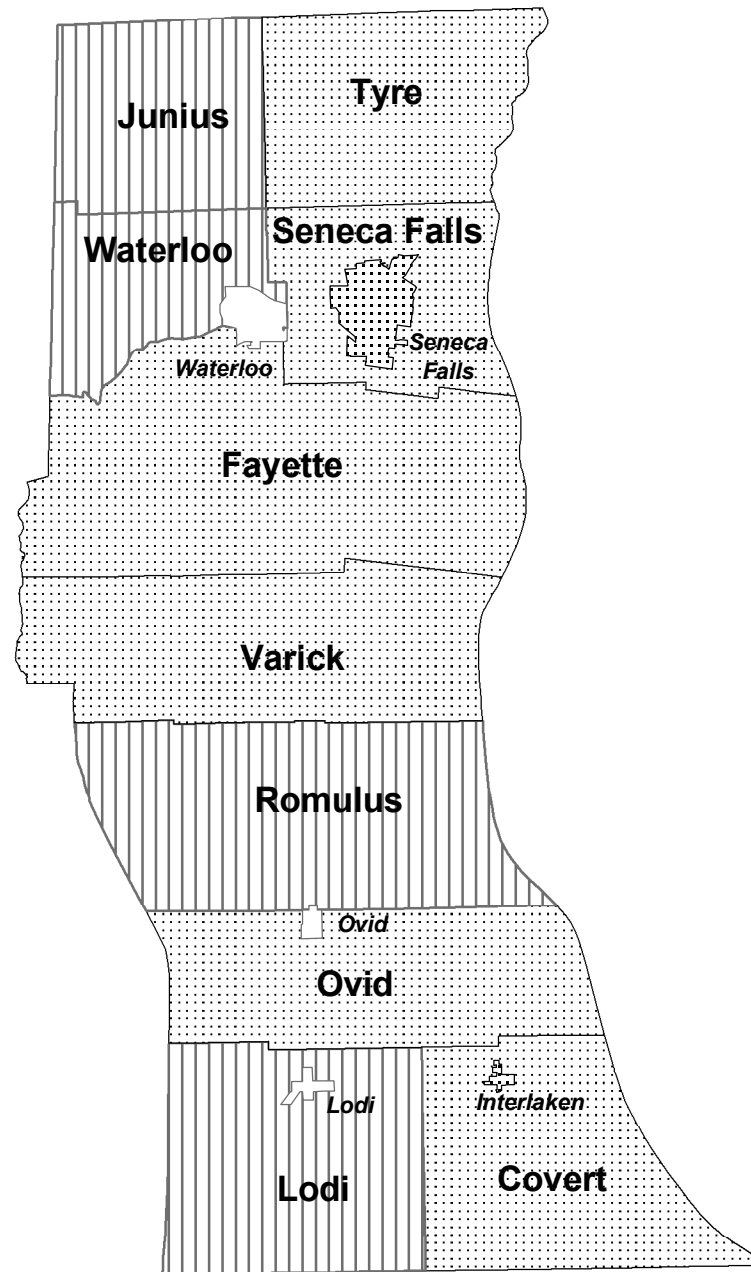 Tyre
Junius
Seneca Falls
Waterloo
Seneca
Falls
Waterloo
Fayette
Varick
Romulus
Ovid
Ovid
Lodi
Interlaken
Lodi
Covert